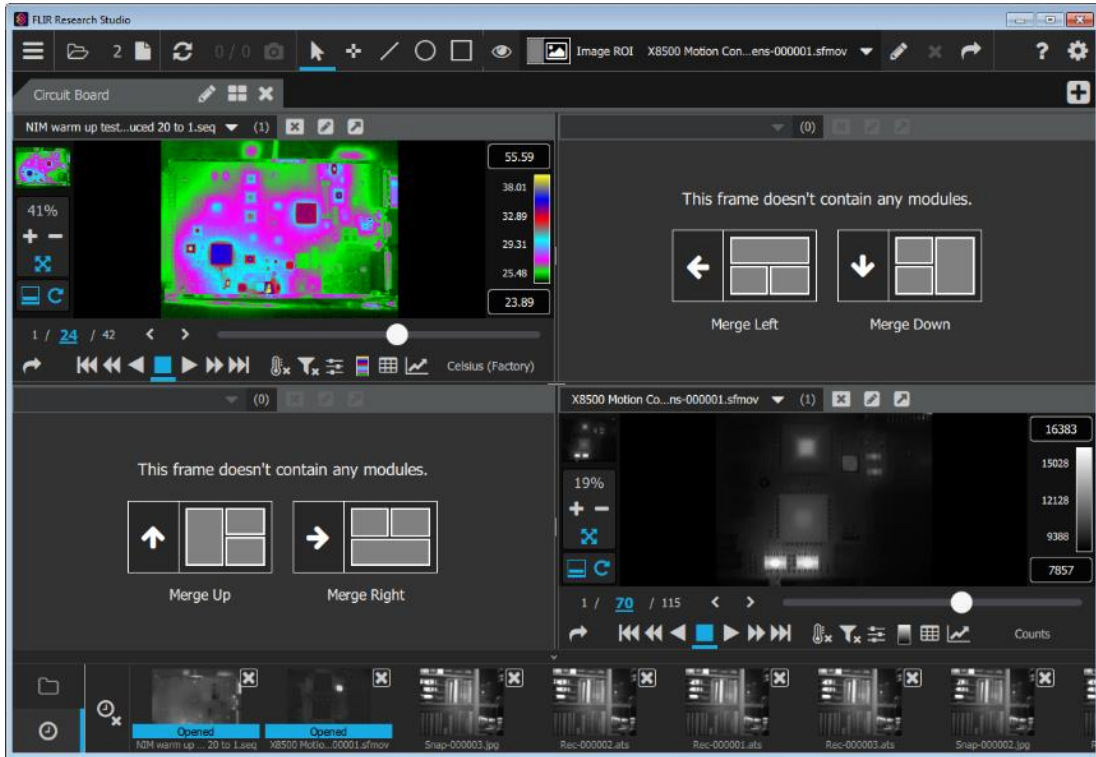 FLIR Research Studio
2
0 / 0
Image ROI
X8500 Motion Con...ens-000001.sfmov
?
Circuit Board
NIM warm up test...uced 20 to 1.seq
(1)
41%
55.59
38.01
32.89
29.31
25.48
23.89
1 / 24 / 42
Celsius (Factory)
(0)
This frame doesn't contain any modules.
Merge Left
Merge Down
(0)
This frame doesn't contain any modules.
Merge Up
Merge Right
X8500 Motion Co...ns-000001.sfmov
(1)
19%
16383
15028
12128
9388
7857
1 / 70 / 115
Counts
Opened
NIM warm up ... 20 to 1.seq
Opened
X8500 Motio...00001.sfmov
Snap-000003.jpg
Rec-000002.ats
Rec-000001.ats
Rec-000003.ats
Snap-000002.jpg